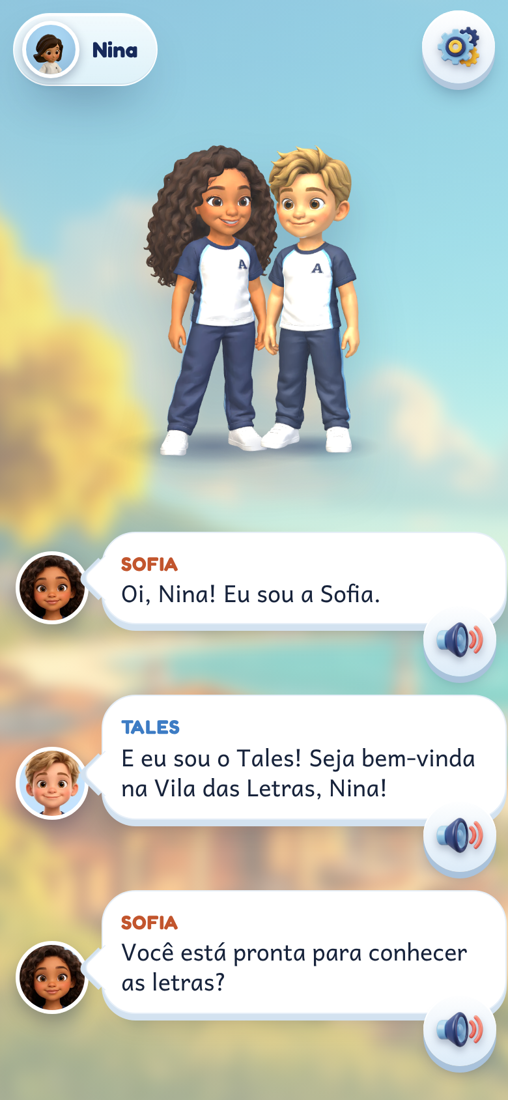 Nina
A
A
SOFIA
Oi, Nina! Eu sou a Sofia.
TALES
E eu sou o Tales! Seja bem-vinda
na Vila das Letras, Nina!
SOFIA
Você está pronta para conhecer
as letras?